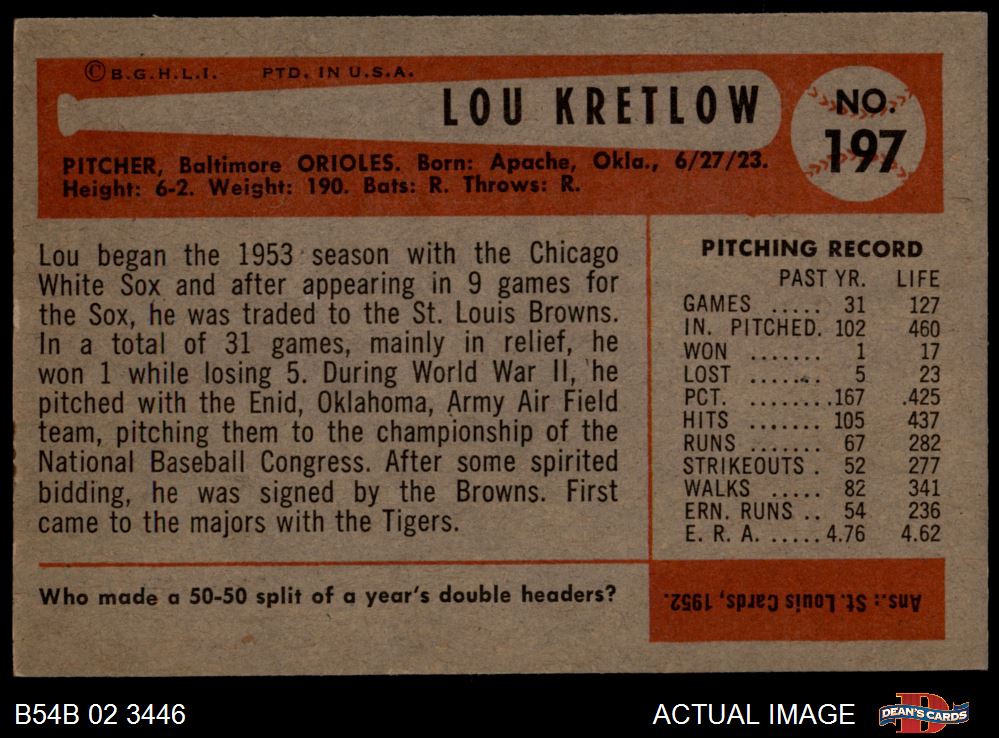 © B.G.H.L.I. PTD. IN U.S.A.
LOU KRETLOW
NO.
197
PITCHER, Baltimore ORIOLES. Born: Apache, Okla., 6/27/23.
Height: 6-2. Weight: 190. Bats: R. Throws: R.
Lou began the 1953 season with the Chicago
White Sox and after appearing in 9 games for
the Sox, he was traded to the St. Louis Browns.
In a total of 31 games, mainly in relief, he
won 1 while losing 5. During World War II, he
pitched with the Enid, Oklahoma, Army Air Field
team, pitching them to the championship of the
National Baseball Congress. After some spirited
bidding, he was signed by the Browns. First
came to the majors with the Tigers.
PITCHING RECORD
PAST YR. LIFE
GAMES ..... 31 127
IN. PITCHED. 102 460
WON ....... 1 17
LOST ....... 5 23
PCT. ........167 .425
HITS ....... 105 437
RUNS ....... 67 282
STRIKEOUTS . 52 277
WALKS ..... 82 341
ERN. RUNS .. 54 236
E. R. A. .....4.76 4.62
Who made a 50-50 split of a year's double headers?
Ans.: St. Louis Cards, 1952.
B54B 02 3446
ACTUAL IMAGE
D
DEAN'S CARDS